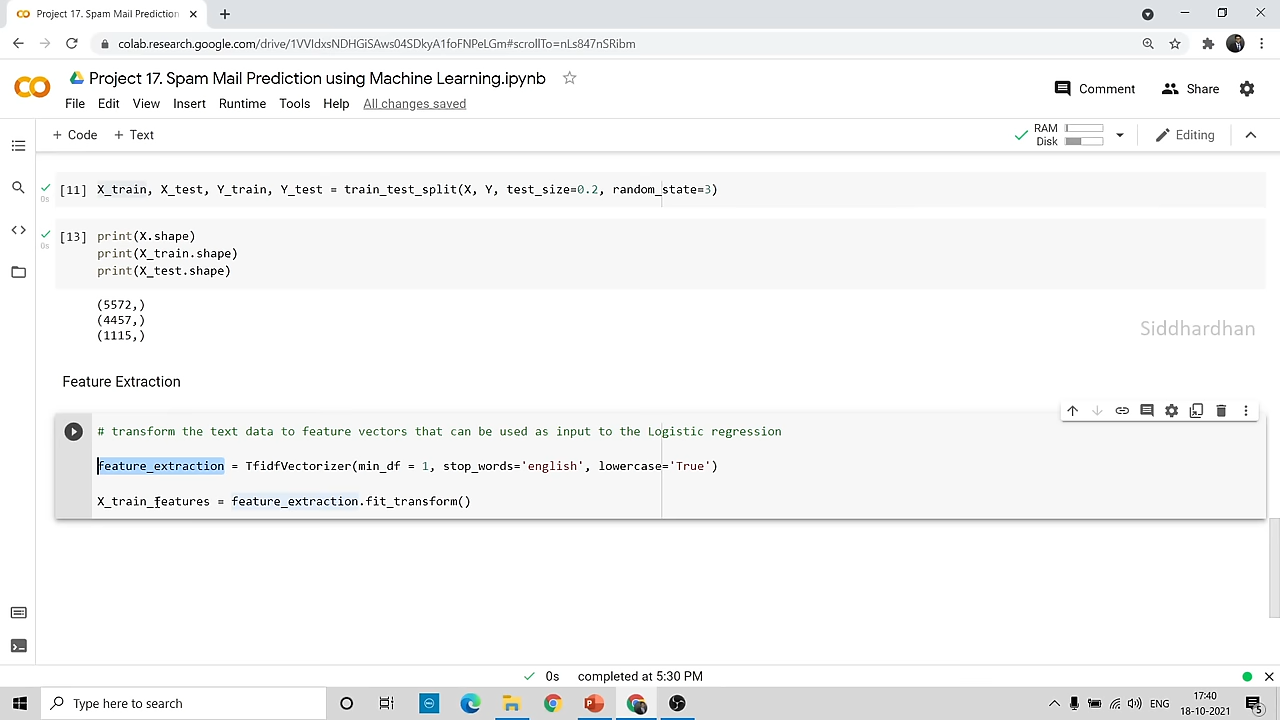 Project 17. Spam Mail Prediction
colab.research.google.com/drive/1VVIdxsNDHGiSAws04SDkyA1foFNPeLGm#scrollTo=nLs847nSRibm
Project 17. Spam Mail Prediction using Machine Learning.ipynb
Comment
Share
File Edit View Insert Runtime Tools Help All changes saved
+ Code + Text
RAM
Disk
Editing
[11] X_train, X_test, Y_train, Y_test = train_test_split(X, Y, test_size=0.2, random_state=3)
0s
[13] print(X.shape)
0s
print(X_train.shape)
print(X_test.shape)
(5572,)
(4457,)
(1115,)
Siddhardhan
Feature Extraction
# transform the text data to feature vectors that can be used as input to the Logistic regression
feature_extraction = TfidfVectorizer(min_df = 1, stop_words='english', lowercase='True')
X_train_features = feature_extraction.fit_transform()
0s completed at 5:30 PM
Type here to search
ENG
17:40
18-10-2021
5